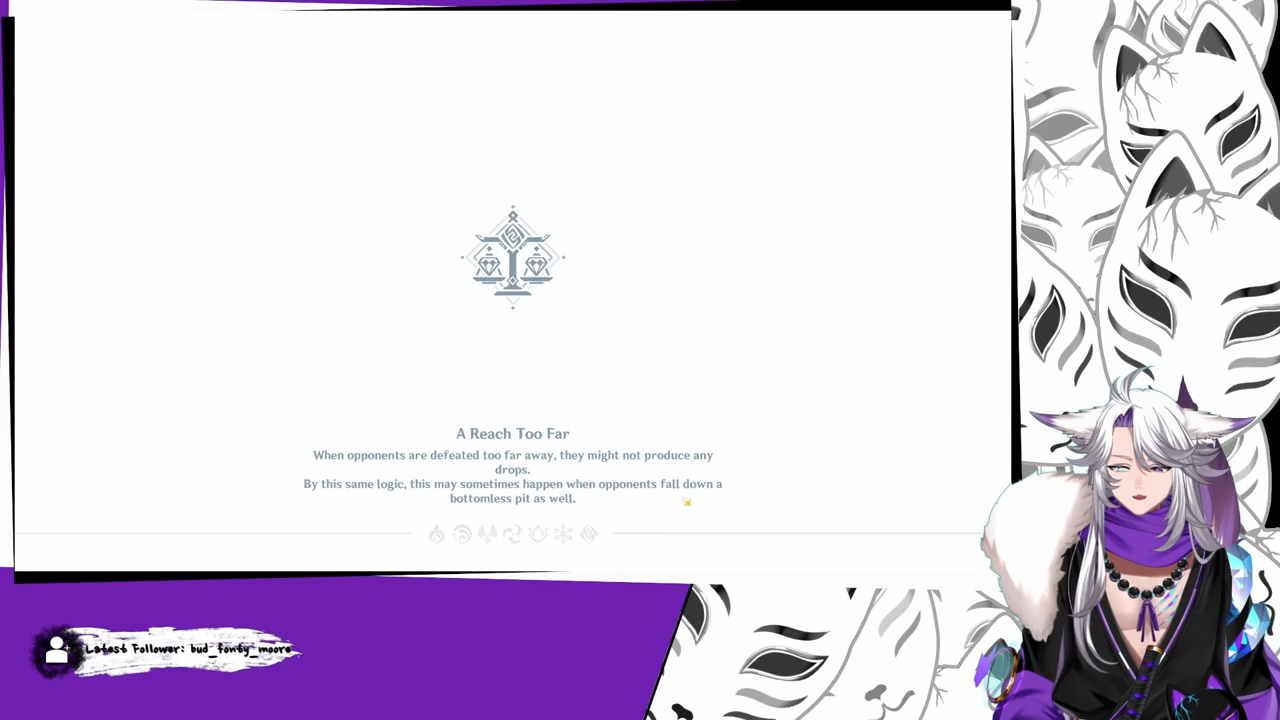 A Reach Too Far
When opponents are defeated too far away, they might not produce any
drops.
By this same logic, this may sometimes happen when opponents fall down a
bottomless pit as well.
Latest Follower: bud_fonty_moore